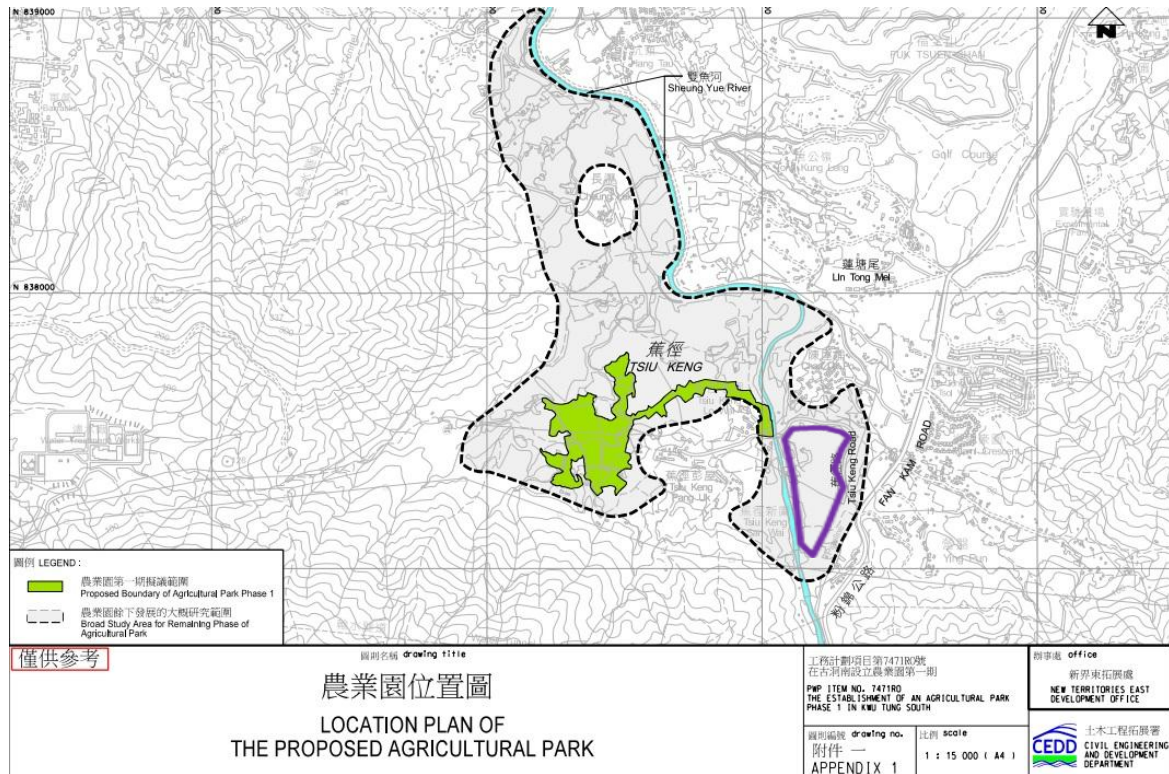 N 839000
N
雙魚河
Sheung Yue River
Hang Tau
Golf Course
N 838000
蓮塘尾
Lin Tong Mei
蕉徑
TSIU KENG
Tsiu Keng Road
FAN KAM ROAD
Tsiu Keng
Pang Uk
Tsiu Keng
Ying Pun
粉錦公路
圖例 LEGEND :
農業園第一期擬議範圍
Proposed Boundary of Agricultural Park Phase 1
農業園餘下發展的大概研究範圍
Broad Study Area for Remaining Phase of
Agricultural Park
僅供參考
圖則名稱 drawing title
農業園位置圖
LOCATION PLAN OF
THE PROPOSED AGRICULTURAL PARK
工務計劃項目第7471RO號
在古洞南設立農業園第一期
PWP ITEM NO. 7471RO
THE ESTABLISHMENT OF AN AGRICULTURAL PARK
PHASE 1 IN KWU TUNG SOUTH
圖則編號 drawing no.
附件 一
APPENDIX 1
比例 scale
1 : 15 000 ( A4 )
辦事處 office
新界東拓展處
NEW TERRITORIES EAST
DEVELOPMENT OFFICE
CEDD
土木工程拓展署
CIVIL ENGINEERING
AND DEVELOPMENT
DEPARTMENT